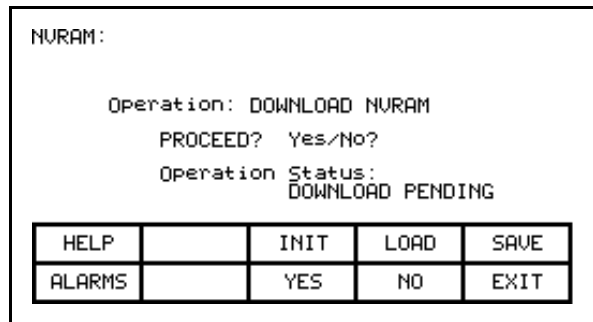 NVRAM:
Operation: DOWNLOAD NVRAM
PROCEED? Yes/No?
Operation Status:
DOWNLOAD PENDING
HELP INIT LOAD SAVE
ALARMS YES NO EXIT